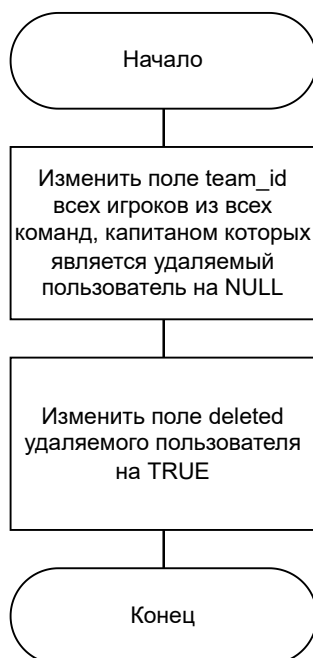 Начало
Изменить поле team_id
всех игроков из всех
команд, капитаном которых
является удаляемый
пользователь на NULL
Изменить поле deleted
удаляемого пользователя
на TRUE
Конец